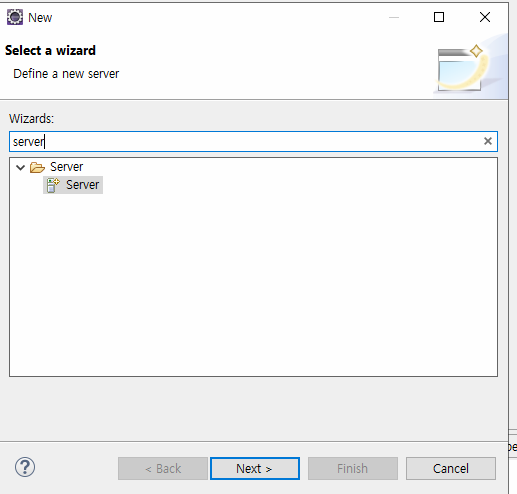 New
Select a wizard
Define a new server
Wizards:
server
Server
Server
< Back Next > Finish Cancel